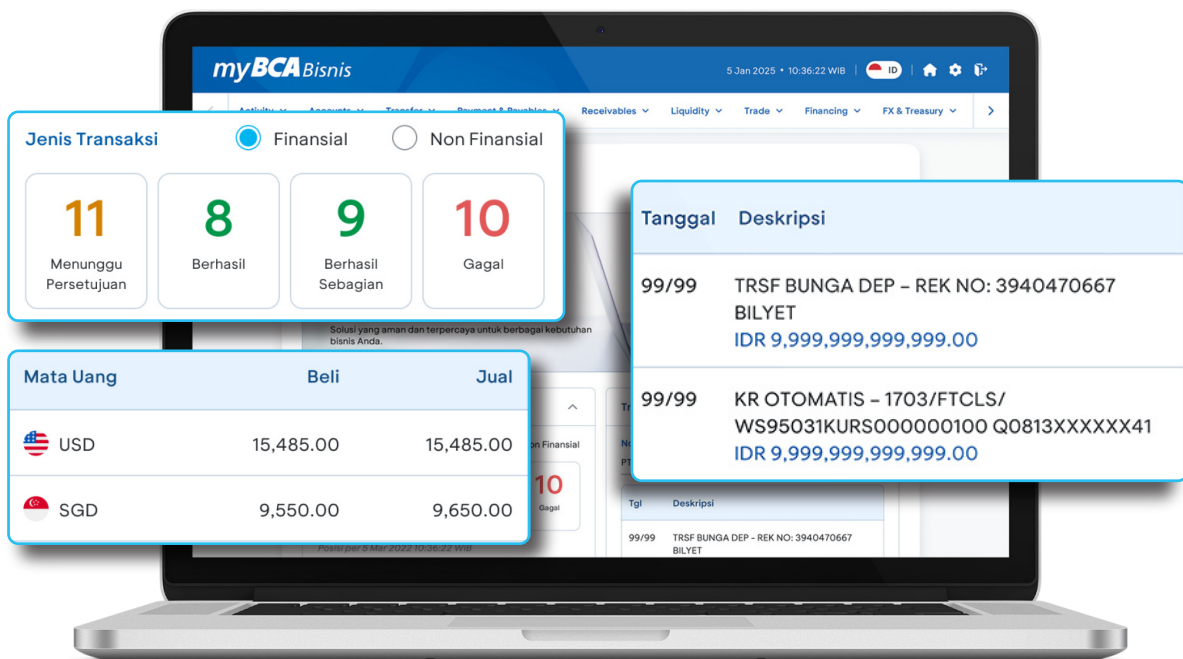 myBCA Bisnis
5 Jan 2025 • 10:36:22 WIB | ID
Activity Accounts Transfer Payment & Payables Receivables Liquidity Trade Financing FX & Treasury
Jenis Transaksi Finansial Non Finansial
11 8 9 10
Menunggu Berhasil Berhasil Gagal
Persetujuan Sebagian
Solusi yang aman dan terpercaya untuk berbagai kebutuhan
bisnis Anda.
Mata Uang Beli Jual
USD 15,485.00 15,485.00
SGD 9,550.00 9,650.00
Tanggal Deskripsi
99/99 TRSF BUNGA DEP – REK NO: 3940470667
BILYET
IDR 9,999,999,999,999.00
99/99 KR OTOMATIS – 1703/FTCLS/
WS95031KURS000000100 Q0813XXXXXX41
IDR 9,999,999,999,999.00
Finansial
10
Gagal
Posisi per 5 Mar 2022 10:36:22 WIB
Tgl Deskripsi
99/99 TRSF BUNGA DEP – REK NO: 3940470667
BILYET